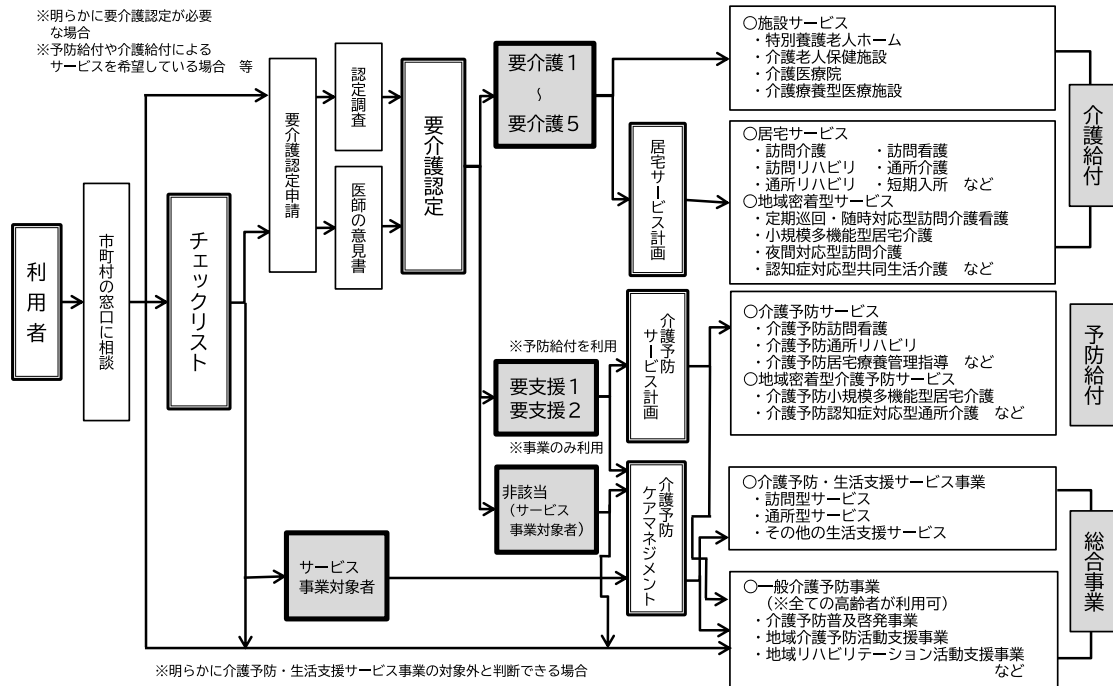 ※明らかに要介護認定が必要
な場合
※予防給付や介護給付による
サービスを希望している場合　等
利用者
市町村の窓口に相談
チェックリスト
要介護認定申請
認定調査
医師の意見書
要介護認定
要介護１
～
要介護５
※予防給付を利用
要支援１
要支援２
※事業のみ利用
非該当
（サービス
事業対象者）
サービス
事業対象者
居宅サービス計画
介護予防
サービス計画
介護予防
ケアマネジメント
○施設サービス
・特別養護老人ホーム
・介護老人保健施設
・介護医療院
・介護療養型医療施設
○居宅サービス
・訪問介護　・訪問看護
・訪問リハビリ　・通所介護
・通所リハビリ　・短期入所　など
○地域密着型サービス
・定期巡回・随時対応型訪問介護看護
・小規模多機能型居宅介護
・夜間対応型訪問介護
・認知症対応型共同生活介護　など
介護給付
○介護予防サービス
・介護予防訪問看護
・介護予防通所リハビリ
・介護予防居宅療養管理指導　など
○地域密着型介護予防サービス
・介護予防小規模多機能型居宅介護
・介護予防認知症対応型通所介護　など
予防給付
○介護予防・生活支援サービス事業
・訪問型サービス
・通所型サービス
・その他の生活支援サービス
○一般介護予防事業
（※全ての高齢者が利用可）
・介護予防普及啓発事業
・地域介護予防活動支援事業
・地域リハビリテーション活動支援事業
など
総合事業
※明らかに介護予防・生活支援サービス事業の対象外と判断できる場合